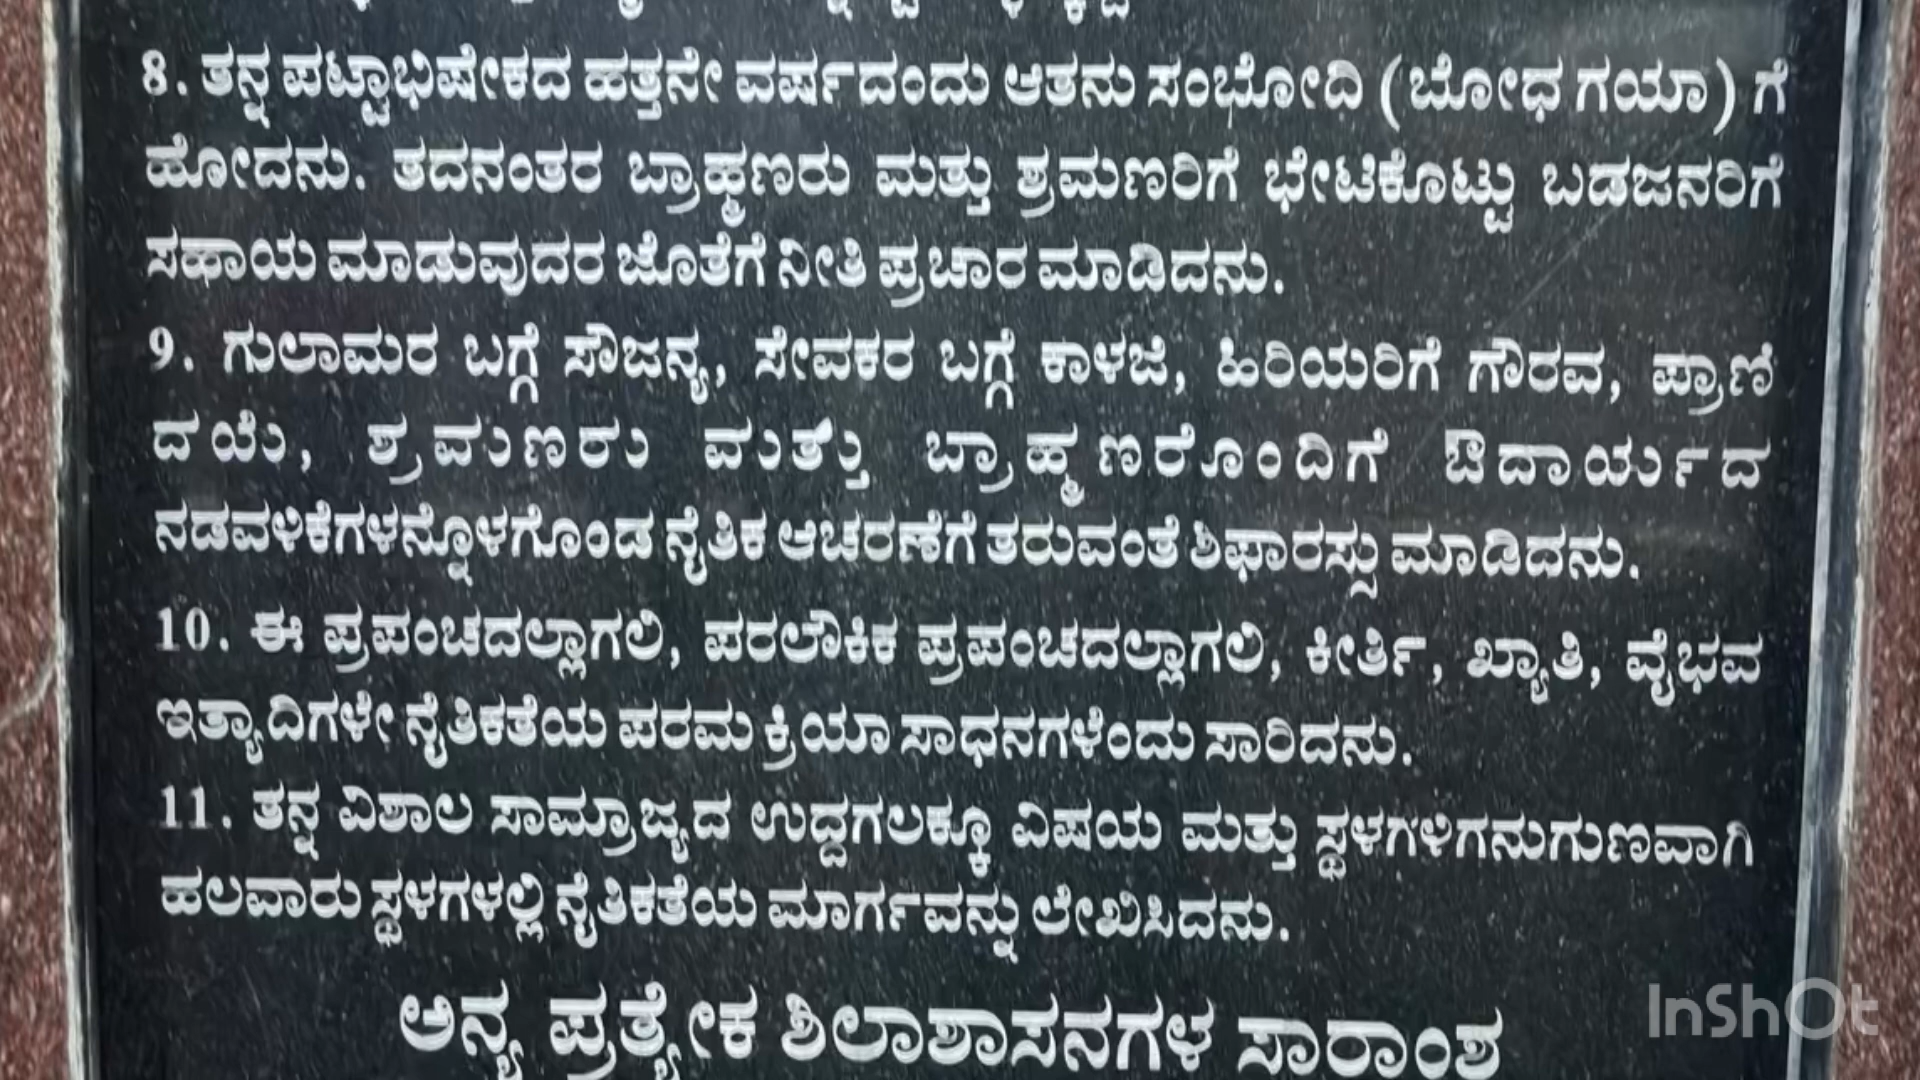 8. ತನ್ನ ಪಟ್ಟಾಭಿಷೇಕದ ಹತ್ತನೇ ವರ್ಷದಂದು ಆತನು ಸಂಭೋದಿ (ಬೋಧ ಗಯಾ) ಗೆ
ಹೋದನು. ತದನಂತರ ಬ್ರಾಹ್ಮಣರು ಮತ್ತು ಶ್ರಮಣರಿಗೆ ಭೇಟಿಕೊಟ್ಟು ಬಡಜನರಿಗೆ
ಸಹಾಯ ಮಾಡುವುದರ ಜೊತೆಗೆ ನೀತಿ ಪ್ರಚಾರ ಮಾಡಿದನು.
9. ಗುಲಾಮರ ಬಗ್ಗೆ ಸೌಜನ್ಯ, ಸೇವಕರ ಬಗ್ಗೆ ಕಾಳಜಿ, ಹಿರಿಯರಿಗೆ ಗೌರವ, ಪ್ರಾಣಿ
ದಯೆ, ಶ್ರಮಣರು ಮತ್ತು ಬ್ರಾಹ್ಮಣರೊಂದಿಗೆ ಔದಾರ್ಯದ
ನಡವಳಿಕೆಗಳನ್ನೊಳಗೊಂಡ ನೈತಿಕ ಆಚರಣೆಗೆ ತರುವಂತೆ ಶಿಫಾರಸ್ಸು ಮಾಡಿದನು.
10. ಈ ಪ್ರಪಂಚದಲ್ಲಾಗಲಿ, ಪರಲೌಕಿಕ ಪ್ರಪಂಚದಲ್ಲಾಗಲಿ, ಕೀರ್ತಿ, ಖ್ಯಾತಿ, ವೈಭವ
ಇತ್ಯಾದಿಗಳೇ ನೈತಿಕತೆಯ ಪರಮ ಕ್ರಿಯಾ ಸಾಧನಗಳೆಂದು ಸಾರಿದನು.
11. ತನ್ನ ವಿಶಾಲ ಸಾಮ್ರಾಜ್ಯದ ಉದ್ದಗಲಕ್ಕೂ ವಿಷಯ ಮತ್ತು ಸ್ಥಳಗಳಿಗನುಗುಣವಾಗಿ
ಹಲವಾರು ಸ್ಥಳಗಳಲ್ಲಿ ನೈತಿಕತೆಯ ಮಾರ್ಗವನ್ನು ಲೇಖಿಸಿದನು.
ಅನ್ಯ ಪ್ರತ್ಯೇಕ ಶಿಲಾಶಾಸನಗಳ ಸಾರಾಂಶ
InShOt